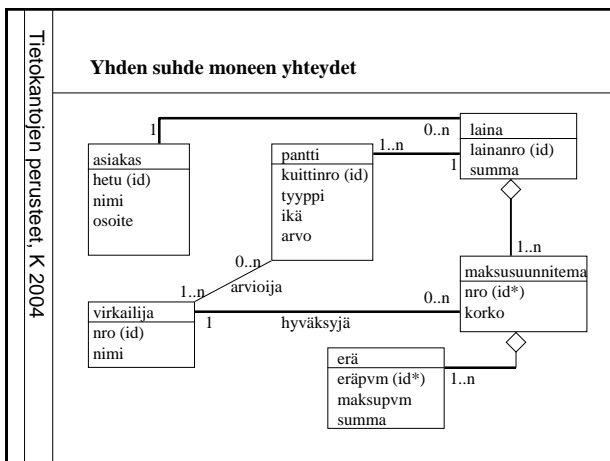 Tietokantojen perusteet, K 2004
Yhden suhde moneen yhteydet
1
0..n
asiakas
hetu (id)
nimi
osoite
pantti
kuittinro (id)
tyyppi
ikä
arvo
1..n
1
laina
lainanro (id)
summa
1..n
0..n
arvioija
1..n
virkailija
nro (id)
nimi
1
hyväksyjä
0..n
maksusuunnitema
nro (id*)
korko
erä
eräpvm (id*)
maksupvm
summa
1..n